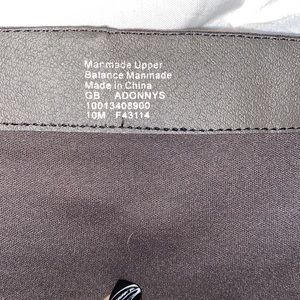 Manmade Upper
Balance Manmade
Made in China
GB ADONNYS
10013408900
10M F43114